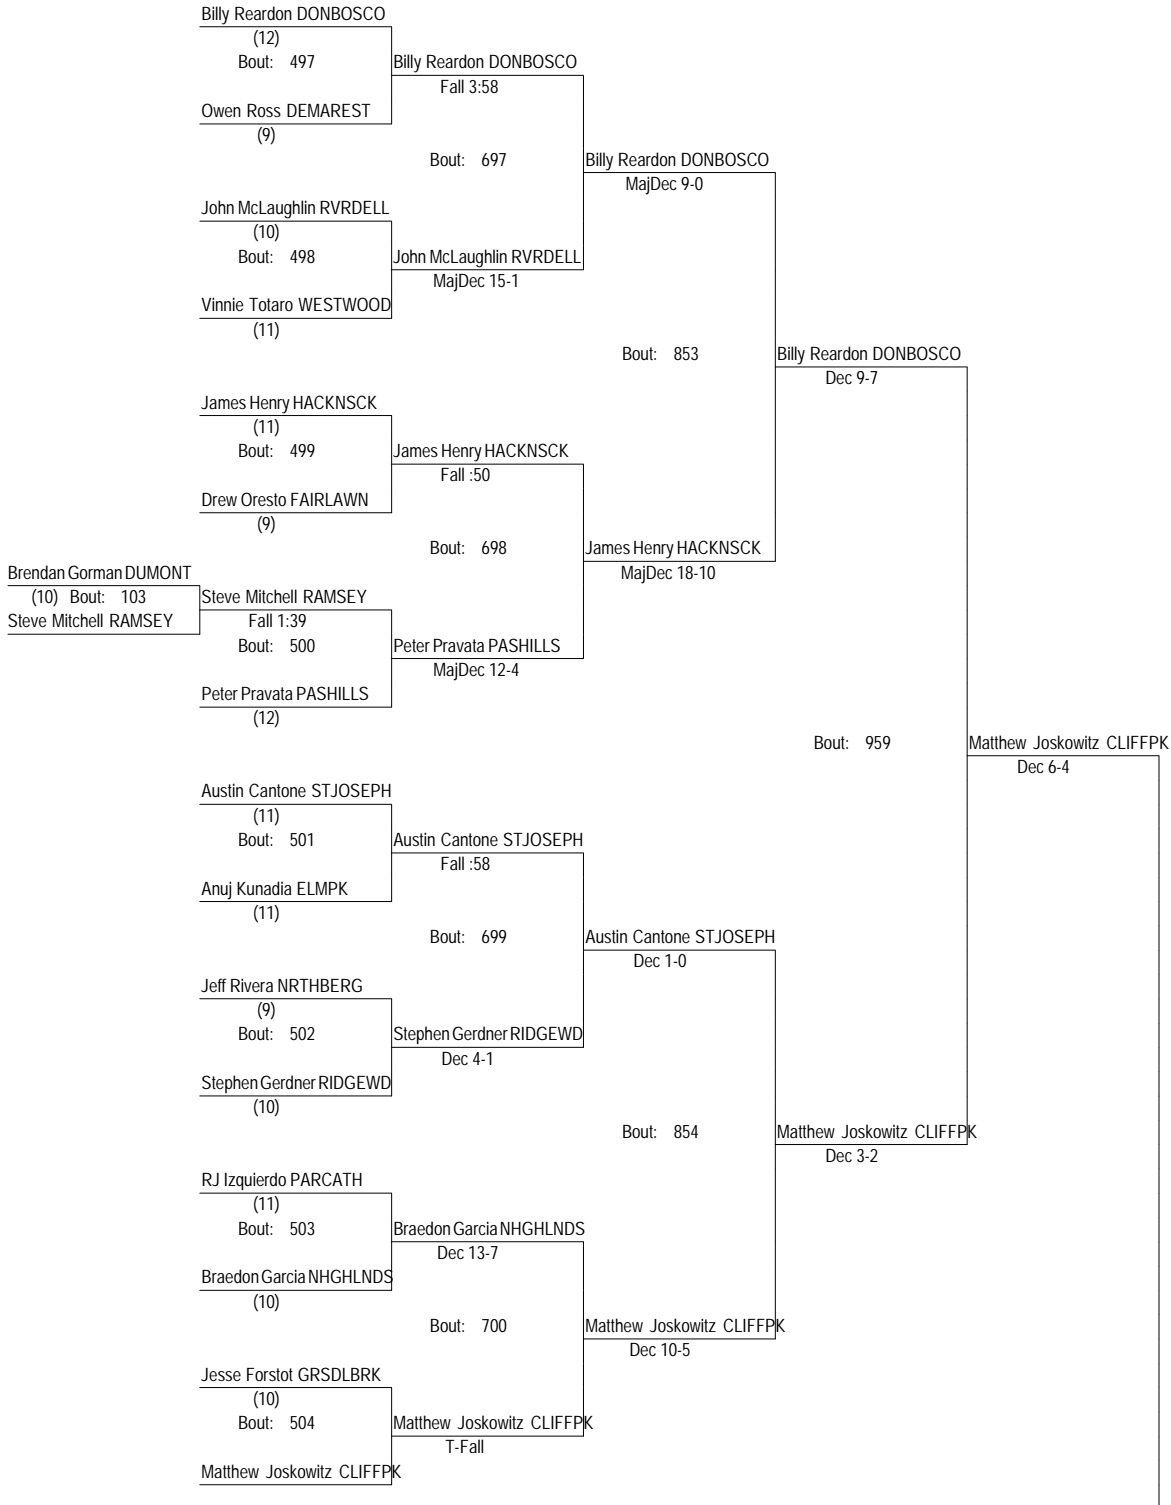 Billy Reardon DONBOSCO
(12)
Bout: 497
Billy Reardon DONBOSCO
Fall 3:58
Owen Ross DEMAREST
(9)
Bout: 697
Billy Reardon DONBOSCO
MajDec 9-0
John McLaughlin RVRDELL
(10)
Bout: 498
John McLaughlin RVRDELL
MajDec 15-1
Vinnie Totaro WESTWOOD
(11)
Bout: 853
Billy Reardon DONBOSCO
Dec 9-7
James Henry HACKNSCK
(11)
Bout: 499
James Henry HACKNSCK
Fall :50
Drew Oresto FAIRLAWN
(9)
Bout: 698
James Henry HACKNSCK
MajDec 18-10
Brendan Gorman DUMONT
(10) Bout: 103
Steve Mitchell RAMSEY
Steve Mitchell RAMSEY
Fall 1:39
Bout: 500
Peter Pravata PASHILLS
MajDec 12-4
Peter Pravata PASHILLS
(12)
Bout: 959
Matthew Joskowitz CLIFFPK
Dec 6-4
Austin Cantone STJOSEPH
(11)
Bout: 501
Austin Cantone STJOSEPH
Fall :58
Anuj Kunadia ELMPK
(11)
Bout: 699
Austin Cantone STJOSEPH
Dec 1-0
Jeff Rivera NRTHBERG
(9)
Bout: 502
Stephen Gerdner RIDGEWD
Dec 4-1
Stephen Gerdner RIDGEWD
(10)
Bout: 854
Matthew Joskowitz CLIFFPK
Dec 3-2
RJ Izquierdo PARCATH
(11)
Bout: 503
Braedon Garcia NHGHLNDS
Dec 13-7
Braedon Garcia NHGHLNDS
(10)
Bout: 700
Matthew Joskowitz CLIFFPK
Dec 10-5
Jesse Forstot GRSDLBRK
(10)
Bout: 504
Matthew Joskowitz CLIFFPK
T-Fall
Matthew Joskowitz CLIFFPK